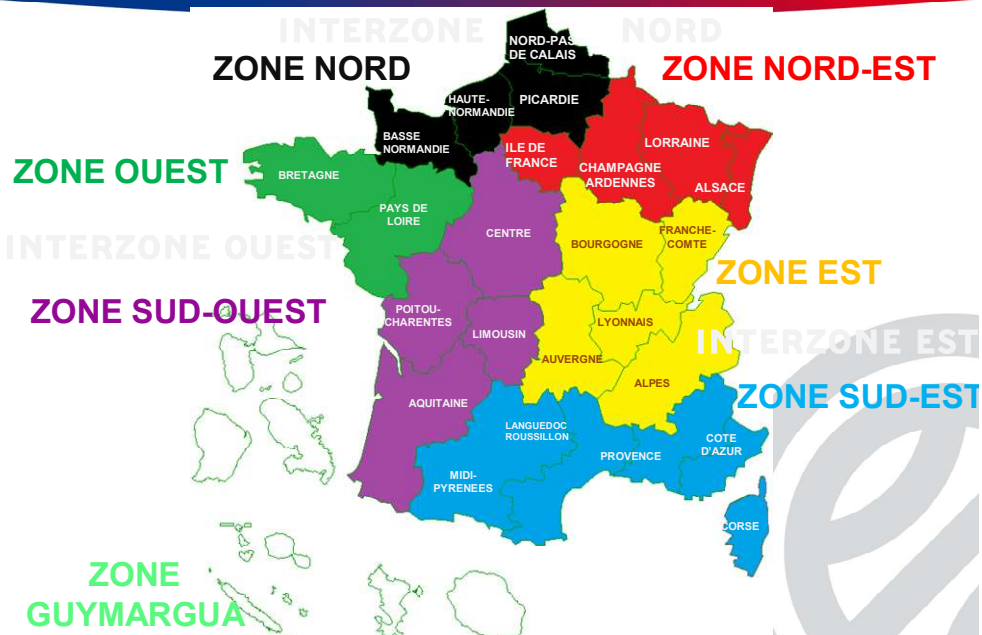 INTERZONE NORD
NORD-PAS
DE CALAIS
ZONE NORD
ZONE NORD-EST
HAUTE-
NORMANDIE
PICARDIE
BASSE
NORMANDIE
ILE DE
FRANCE
LORRAINE
CHAMPAGNE
ARDENNES
ALSACE
ZONE OUEST
BRETAGNE
PAYS DE
LOIRE
CENTRE
BOURGOGNE
FRANCHE-
COMTE
INTERZONE OUEST
ZONE EST
ZONE SUD-OUEST
POITOU-
CHARENTES
LIMOUSIN
LYONNAIS
AUVERGNE
INTERZONE EST
ALPES
ZONE SUD-EST
AQUITAINE
LANGUEDOC
ROUSSILLON
COTE
D'AZUR
PROVENCE
MIDI-
PYRENEES
CORSE
ZONE
GUYMARGUA